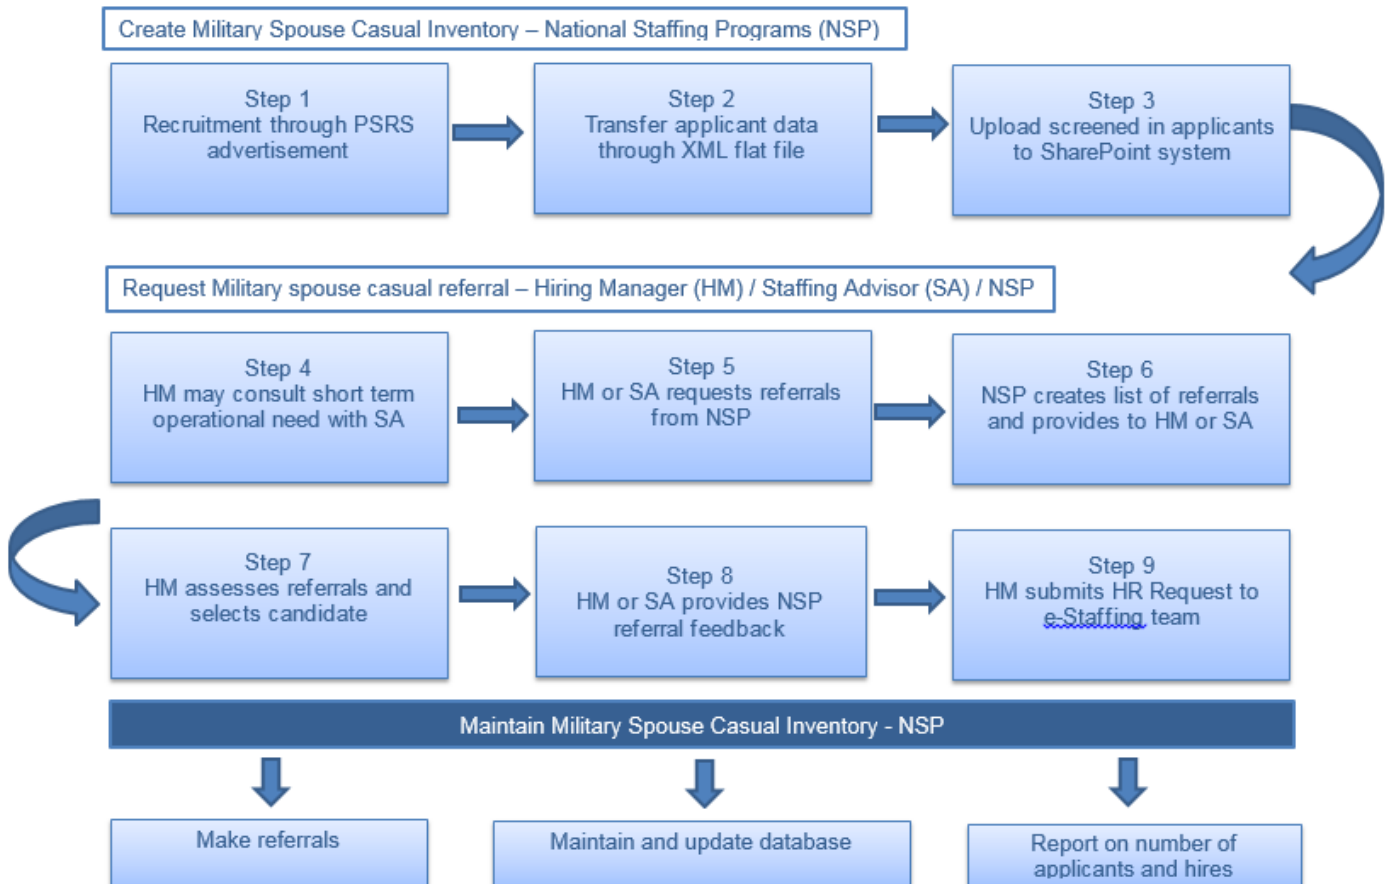 Create Military Spouse Casual Inventory – National Staffing Programs (NSP)
Step 1
Recruitment through PSRS
advertisement
Step 2
Transfer applicant data
through XML flat file
Step 3
Upload screened in applicants
to SharePoint system
Request Military spouse casual referral – Hiring Manager (HM) / Staffing Advisor (SA) / NSP
Step 4
HM may consult short term
operational need with SA
Step 5
HM or SA requests referrals
from NSP
Step 6
NSP creates list of referrals
and provides to HM or SA
Step 7
HM assesses referrals and
selects candidate
Step 8
HM or SA provides NSP
referral feedback
Step 9
HM submits HR Request to
e-Staffing team
Maintain Military Spouse Casual Inventory - NSP
Make referrals
Maintain and update database
Report on number of
applicants and hires